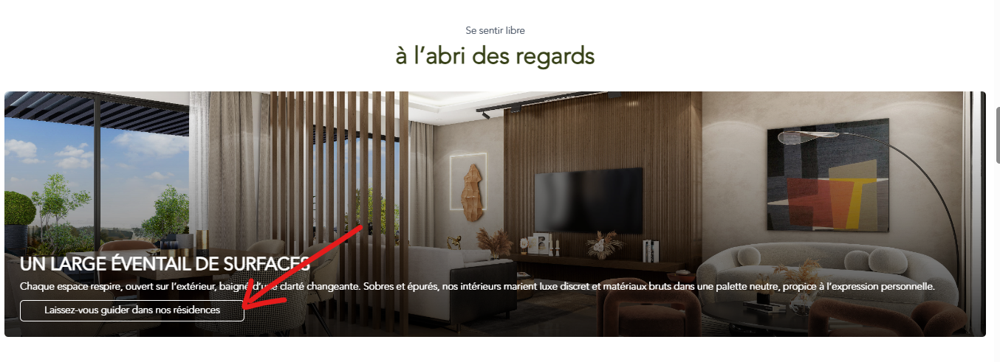 Se sentir libre
à l’abri des regards
UN LARGE ÉVENTAIL DE SURFACES
Chaque espace respire, ouvert sur l’extérieur, baigné d’une clarté changeante. Sobres et épurés, nos intérieurs marient luxe discret et matériaux bruts dans une palette neutre, propice à l’expression personnelle.
Laissez-vous guider dans nos résidences